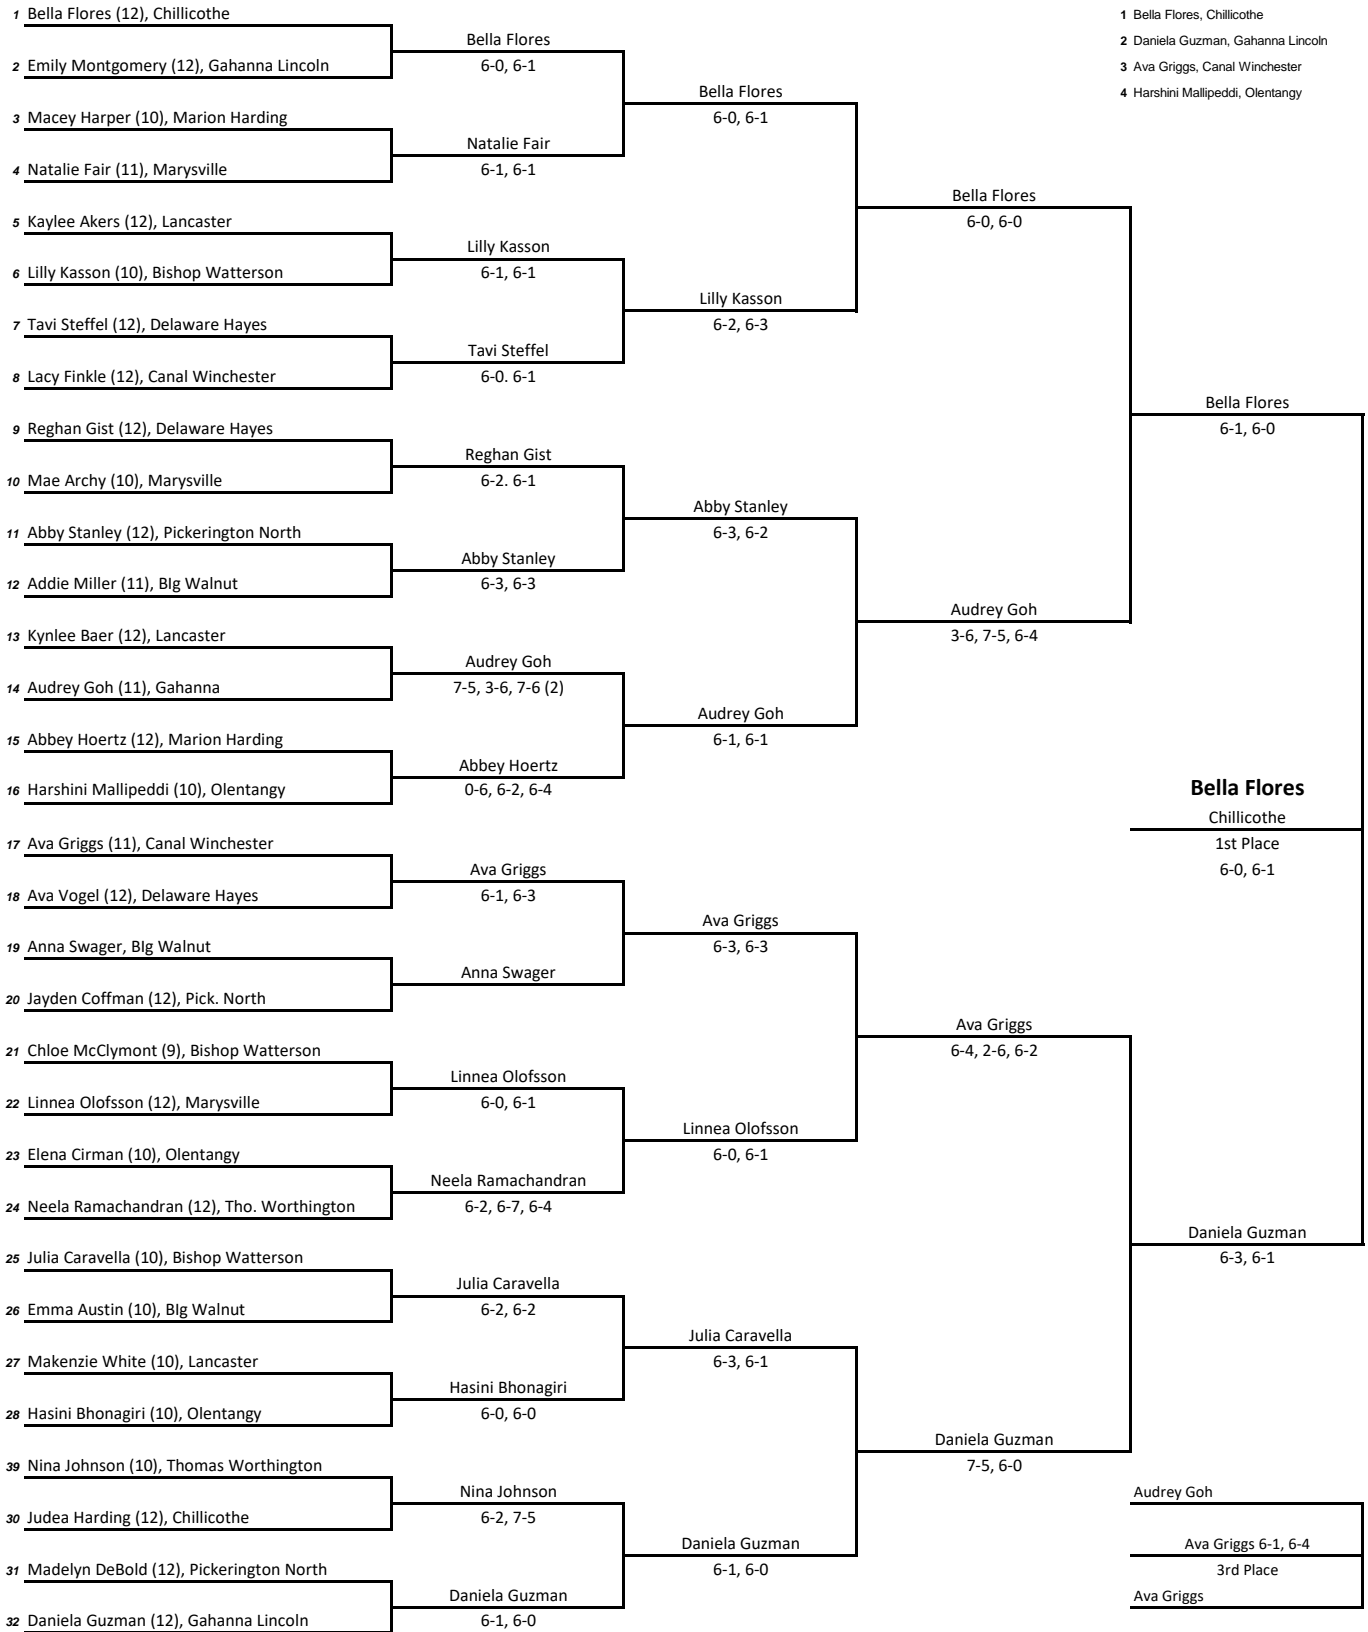 1 Bella Flores (12), Chillicothe
2 Emily Montgomery (12), Gahanna Lincoln
3 Macey Harper (10), Marion Harding
4 Natalie Fair (11), Marysville
5 Kaylee Akers (12), Lancaster
6 Lilly Kasson (10), Bishop Watterson
7 Tavi Steffel (12), Delaware Hayes
8 Lacy Finkle (12), Canal Winchester
9 Reghan Gist (12), Delaware Hayes
10 Mae Archy (10), Marysville
11 Abby Stanley (12), Pickerington North
12 Addie Miller (11), BIg Walnut
13 Kynlee Baer (12), Lancaster
14 Audrey Goh (11), Gahanna
15 Abbey Hoertz (12), Marion Harding
16 Harshini Mallipeddi (10), Olentangy
17 Ava Griggs (11), Canal Winchester
18 Ava Vogel (12), Delaware Hayes
19 Anna Swager, BIg Walnut
20 Jayden Coffman (12), Pick. North
21 Chloe McClymont (9), Bishop Watterson
22 Linnea Olofsson (12), Marysville
23 Elena Cirman (10), Olentangy
24 Neela Ramachandran (12), Tho. Worthington
25 Julia Caravella (10), Bishop Watterson
26 Emma Austin (10), BIg Walnut
27 Makenzie White (10), Lancaster
28 Hasini Bhonagiri (10), Olentangy
39 Nina Johnson (10), Thomas Worthington
30 Judea Harding (12), Chillicothe
31 Madelyn DeBold (12), Pickerington North
32 Daniela Guzman (12), Gahanna Lincoln
Bella Flores
6-0, 6-1
Natalie Fair
6-1, 6-1
Lilly Kasson
6-1, 6-1
Tavi Steffel
6-0. 6-1
Reghan Gist
6-2. 6-1
Abby Stanley
6-3, 6-3
Audrey Goh
7-5, 3-6, 7-6 (2)
Abbey Hoertz
0-6, 6-2, 6-4
Ava Griggs
6-1, 6-3
Anna Swager
Linnea Olofsson
6-0, 6-1
Neela Ramachandran
6-2, 6-7, 6-4
Julia Caravella
6-2, 6-2
Hasini Bhonagiri
6-0, 6-0
Nina Johnson
6-2, 7-5
Daniela Guzman
6-1, 6-0
Bella Flores
6-0, 6-1
Lilly Kasson
6-2, 6-3
Abby Stanley
6-3, 6-2
Audrey Goh
6-1, 6-1
Ava Griggs
6-3, 6-3
Linnea Olofsson
6-0, 6-1
Julia Caravella
6-3, 6-1
Daniela Guzman
6-1, 6-0
Bella Flores
6-0, 6-0
Audrey Goh
3-6, 7-5, 6-4
Ava Griggs
6-4, 2-6, 6-2
Daniela Guzman
7-5, 6-0
1 Bella Flores, Chillicothe
2 Daniela Guzman, Gahanna Lincoln
3 Ava Griggs, Canal Winchester
4 Harshini Mallipeddi, Olentangy
Bella Flores
6-1, 6-0
Bella Flores
Chillicothe
1st Place
6-0, 6-1
Daniela Guzman
6-3, 6-1
Audrey Goh
Ava Griggs 6-1, 6-4
3rd Place
Ava Griggs